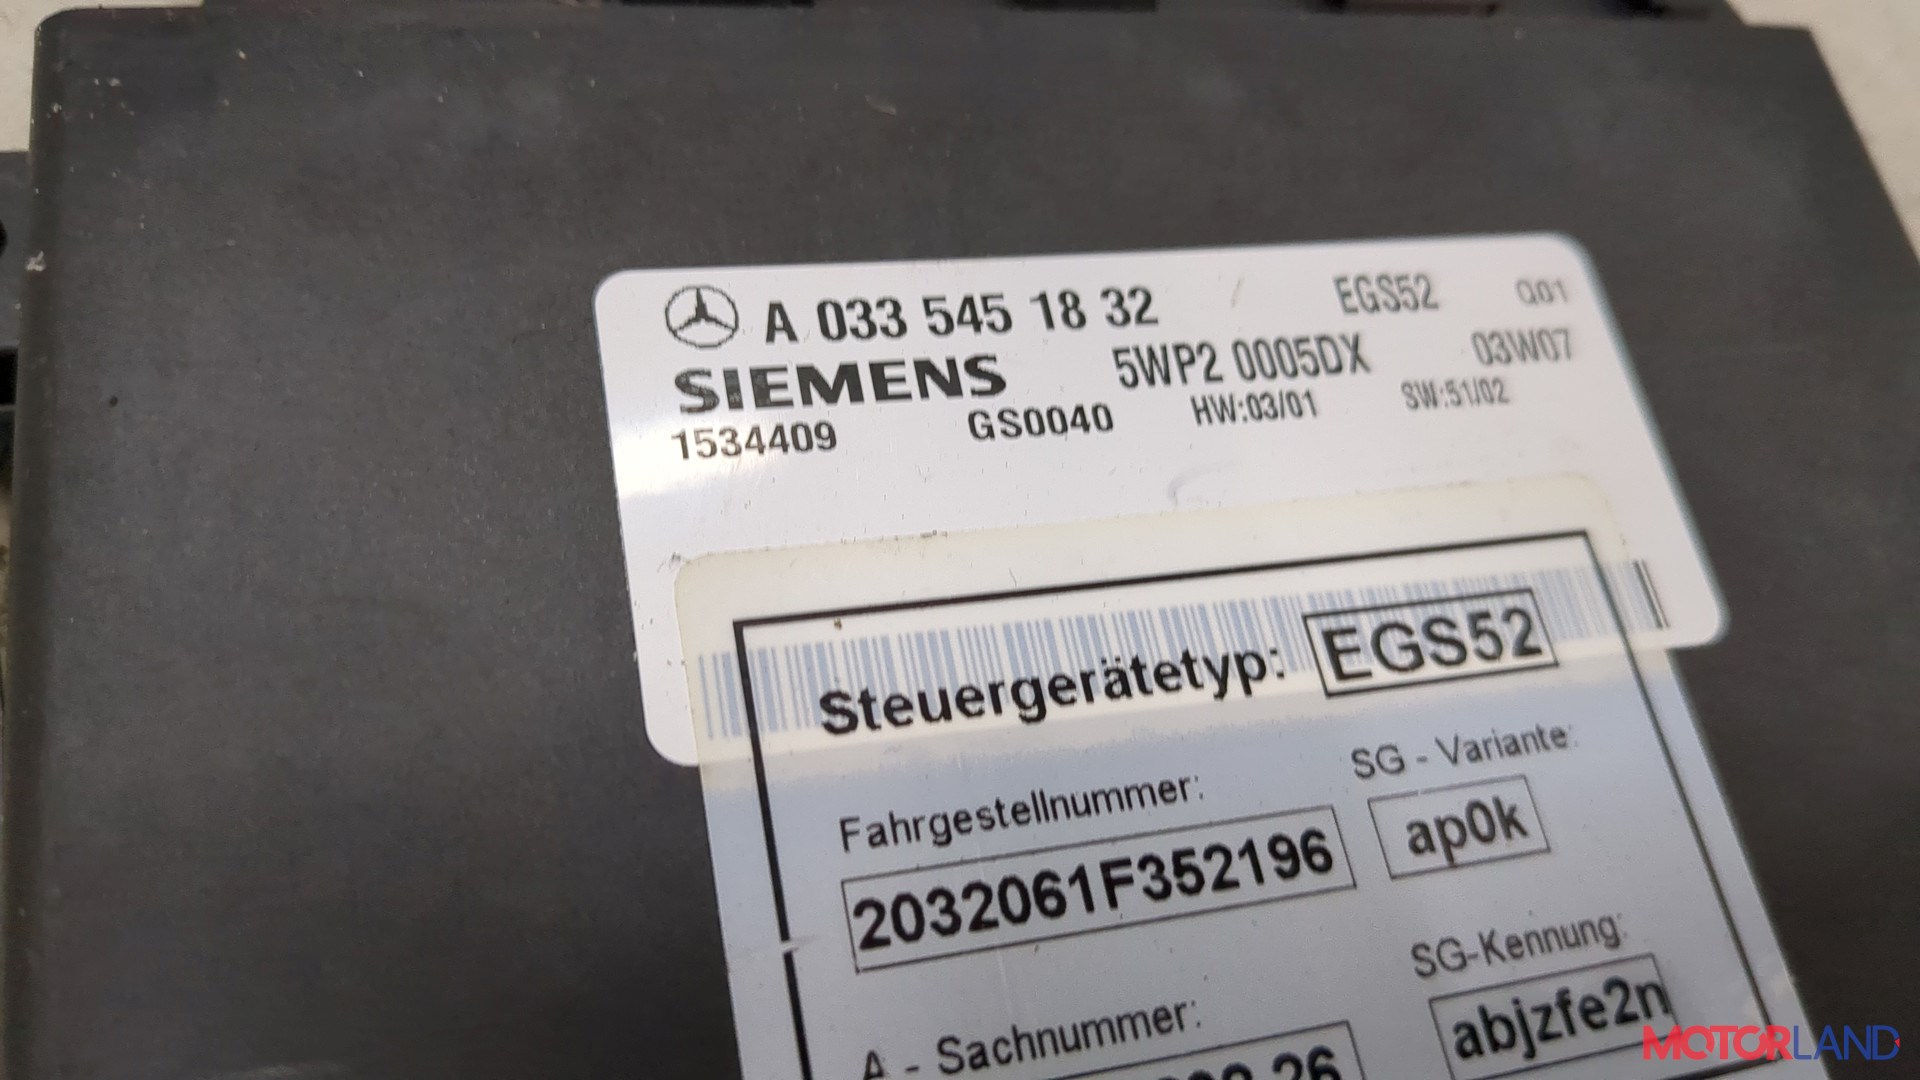 A 033 545 18 32 EGS52 Q01
SIEMENS 5WP2 0005DX 03W07
1534409 GS0040 HW:03/01 SW:51/02
Steuergerätetyp: EGS52
Fahrgestellnummer: SG - Variante:
2032061F352196 ap0k
A - Sachnummer: SG-Kennung:
26 abjzfe2n
MOTORLAND